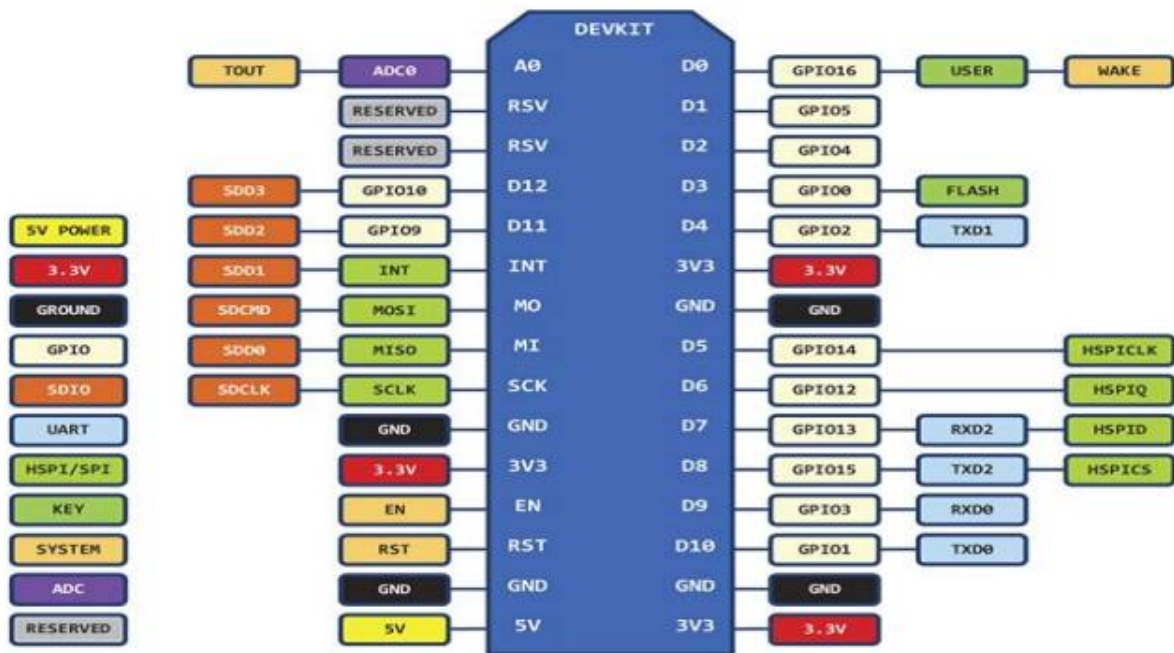 DEVKIT
TOUT ADC0 A0 D0 GPIO16 USER WAKE
RESERVED RSV D1 GPIO5
RESERVED RSV D2 GPIO4
SDD3 GPIO10 D12 D3 GPIO0 FLASH
5V POWER SDD2 GPIO9 D11 D4 GPIO2 TXD1
3.3V SDD1 INT INT 3V3 3.3V
GROUND SDCMD MOSI MO GND GND
GPIO SDD0 MISO MI D5 GPIO14 HSPICLK
SDIO SDCLK SCLK SCK D6 GPIO12 HSPIQ
UART GND GND D7 GPIO13 RXD2 HSPID
HSPI/SPI 3.3V 3V3 D8 GPIO15 TXD2 HSPICS
KEY EN EN D9 GPIO3 RXD0
SYSTEM RST RST D10 GPIO1 TXD0
ADC GND GND GND GND
RESERVED 5V 5V 3V3 3.3V